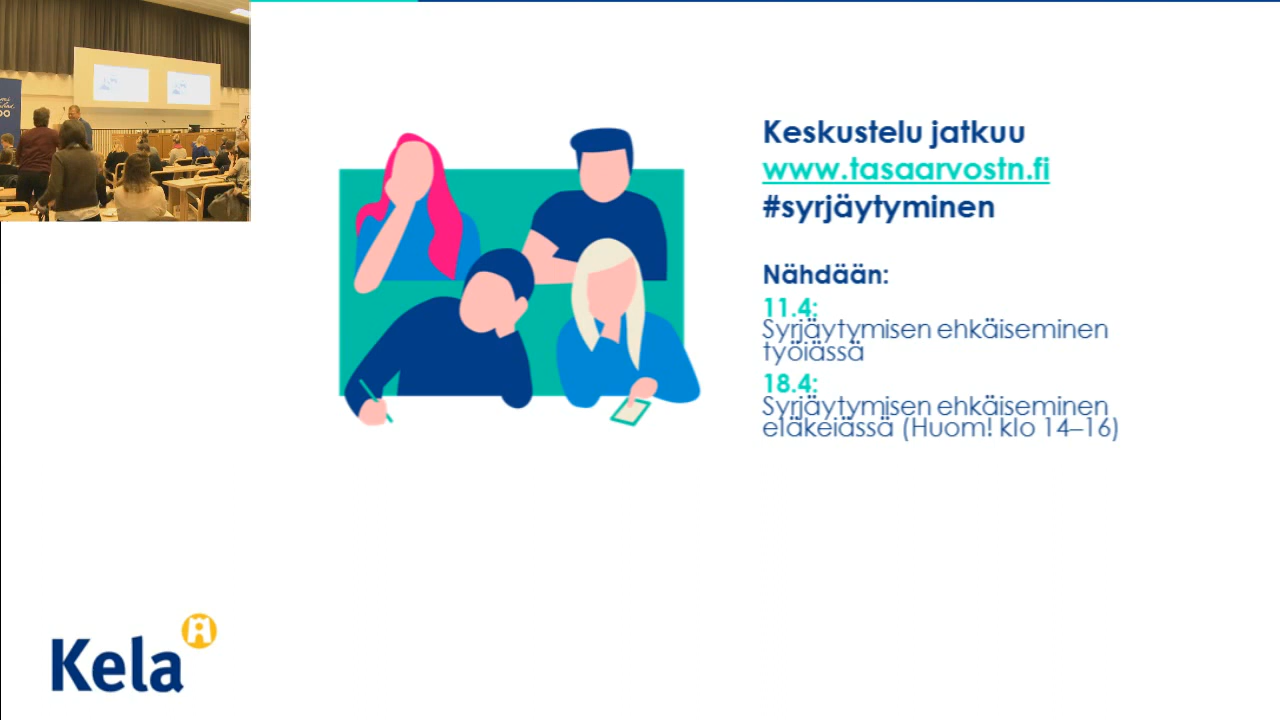 Keskustelu jatkuu
www.tasaarvostn.fi
#syrjäytyminen
Nähdään:
11.4:
Syrjäytymisen ehkäiseminen
työiässä
18.4:
Syrjäytymisen ehkäiseminen
eläkeiässä (Huom! klo 14–16)
Kela